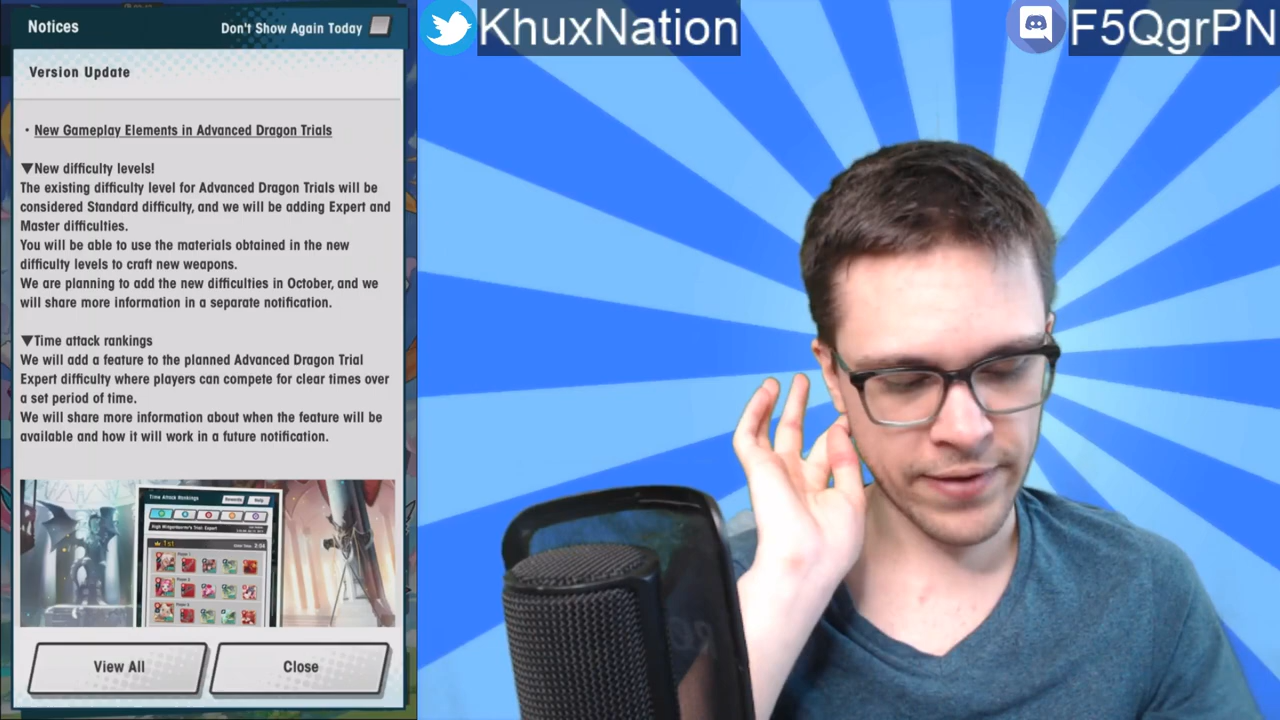 Notices
Don't Show Again Today
KhuxNation
F5QgrPN
Version Update
・New Gameplay Elements in Advanced Dragon Trials
▼New difficulty levels!
The existing difficulty level for Advanced Dragon Trials will be
considered Standard difficulty, and we will be adding Expert and
Master difficulties.
You will be able to use the materials obtained in the new
difficulty levels to craft new weapons.
We are planning to add the new difficulties in October, and we
will share more information in a separate notification.
▼Time attack rankings
We will add a feature to the planned Advanced Dragon Trial
Expert difficulty where players can compete for clear times over
a set period of time.
We will share more information about when the feature will be
available and how it will work in a future notification.
Time Attack Rankings
Rewards
Help
1st
View All
Close